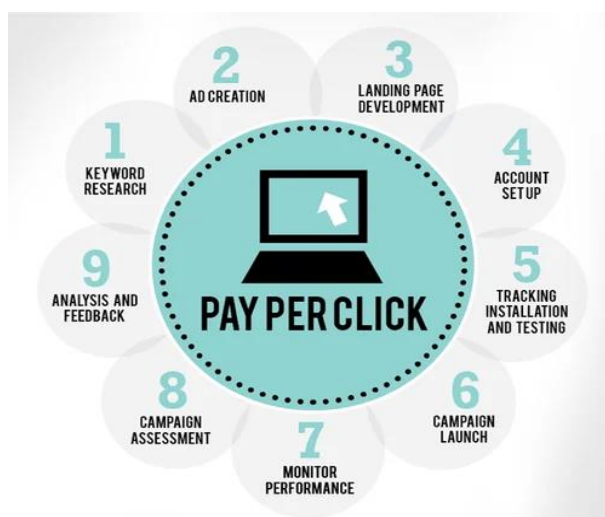 1
KEYWORD
RESEARCH
2
AD CREATION
3
LANDING PAGE
DEVELOPMENT
4
ACCOUNT
SETUP
5
TRACKING
INSTALLATION
AND TESTING
6
CAMPAIGN
LAUNCH
7
MONITOR
PERFORMANCE
8
CAMPAIGN
ASSESSMENT
9
ANALYSIS AND
FEEDBACK
PAY PER CLICK